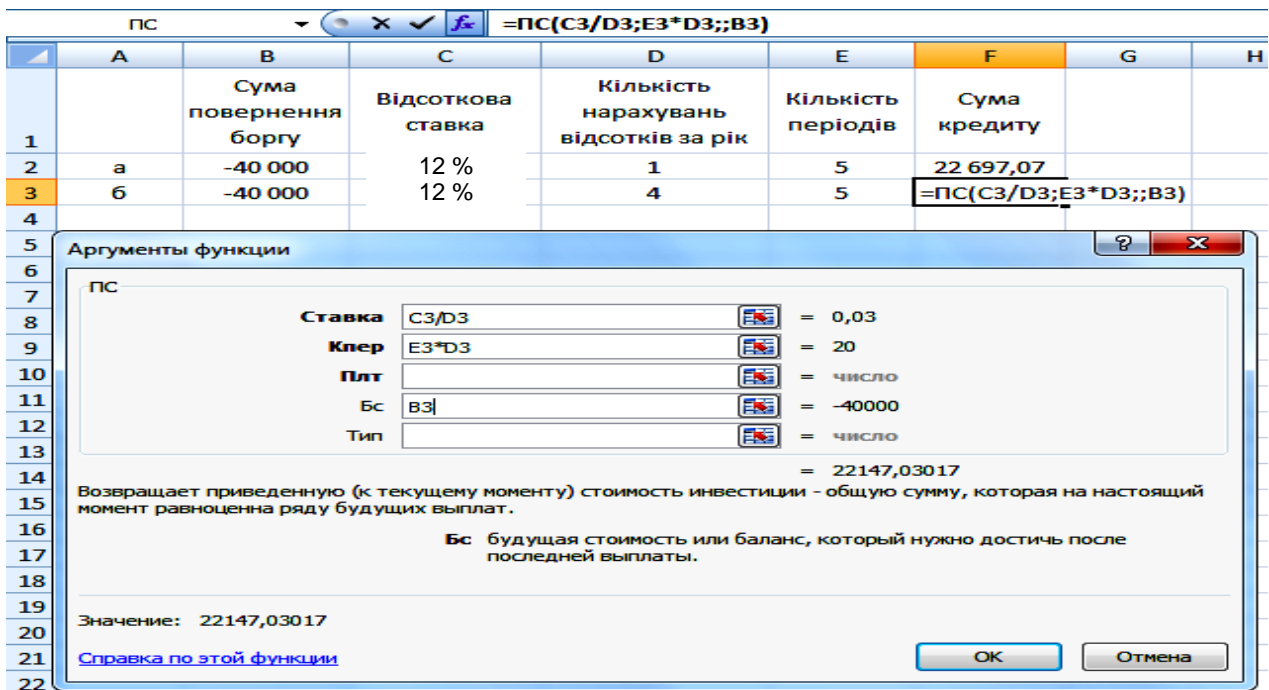 ПС =ПС(C3/D3;E3*D3;;B3)
A B C D E F G H
1 Сума повернення боргу Відсоткова ставка Кількість нарахувань відсотків за рік Кількість періодів Сума кредиту
2 а -40 000 12 % 1 5 22 697,07
3 б -40 000 12 % 4 5 =ПС(C3/D3;E3*D3;;B3)
4
5 Аргументы функции
6
7 ПС
8 Ставка C3/D3 = 0,03
9 Кпер E3*D3 = 20
10 Плт = число
11 Бс B3 = -40000
12 Тип = число
13
14 = 22147,03017
15 Возвращает приведенную (к текущему моменту) стоимость инвестиции - общую сумму, которая на настоящий
момент равноценна ряду будущих выплат.
16 Бс будущая стоимость или баланс, который нужно достичь после
17 последней выплаты.
18
19
20 Значение: 22147,03017
21 Справка по этой функции ОК Отмена
22